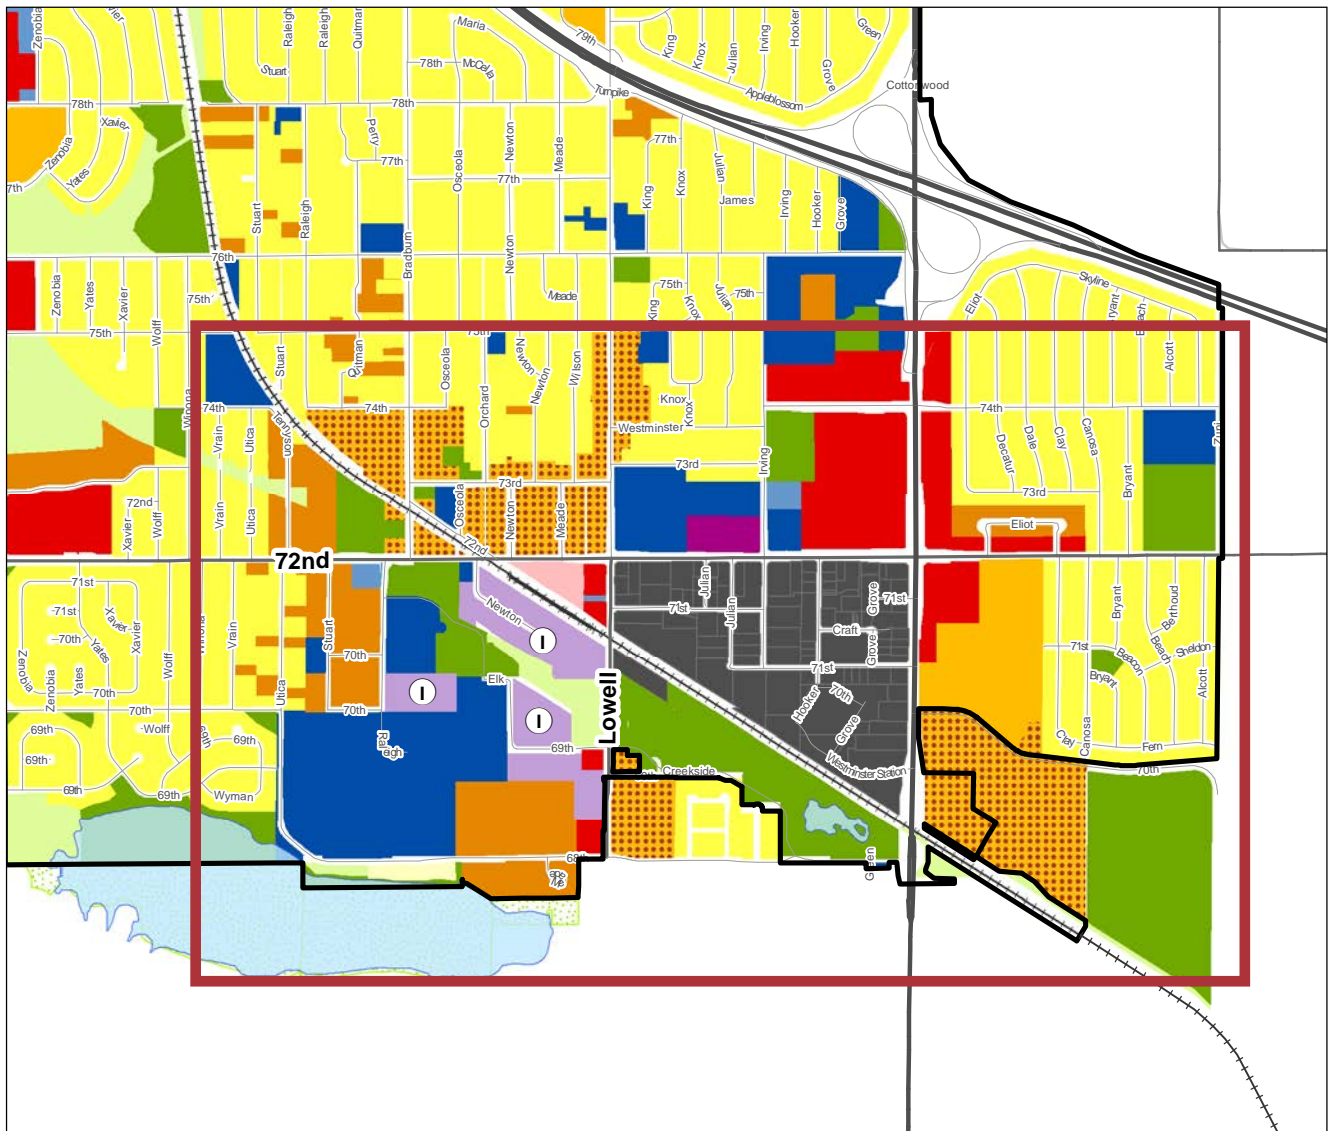 Zenobia
Raleigh
Raleigh
Quitman
Maria
79th
King
Knox
Julian
Irving
Hooker
Grove
Green
Stuart
78th
McCella
Turnpike
Appleblossom
Cottonwood
78th
78th
Xavier
Perry
77th
Zenobia
Yates
7th
77th
Osceola
Newton
Meade
77th
King
Knox
Julian
James
Irving
Hooker
Grove
Stuart
Raleigh
76th
Bradburn
Newton
Zenobia
Yates
Xavier
75th
Meade
75th
King
Knox
Julian
75th
Eliot
Skyline
75th
Wolff
Stuart
Quitman
Osceola
Orchard
Newton
Newton
Wilson
Knox
Knox
Alcott
Winona
74th
Tennyson
74th
74th
Vrain
Utica
Westminster
73rd
Irving
Decatur
Dale
Clay
Canosa
Zuni
73rd
73rd
Bryant
72nd
Xavier
Wolff
Vrain
Utica
Osceola
Newton
Meade
Eliot
72nd
72nd
71st
71st
70th
Xavier
Yates
Xavier
Zenobia
Zenobia
Yates
70th
Wolff
Winona
Vrain
Stuart
70th
Utica
70th
70th
Newton
I
I
I
Elk
69th
Lowell
Julian
71st
Julian
Grove
71st
Craft
Grove
71st
Hooker
70th
Grove
Westminster Station
Creekside
71st
Bryant
Berthoud
Beach
Sheldon
Beacon
Bryant
Alcott
Clay
Canosa
Fern
70th
69th
69th
69th
Wolff
69th
69th
69th
Wyman
Raleigh
68th
Green